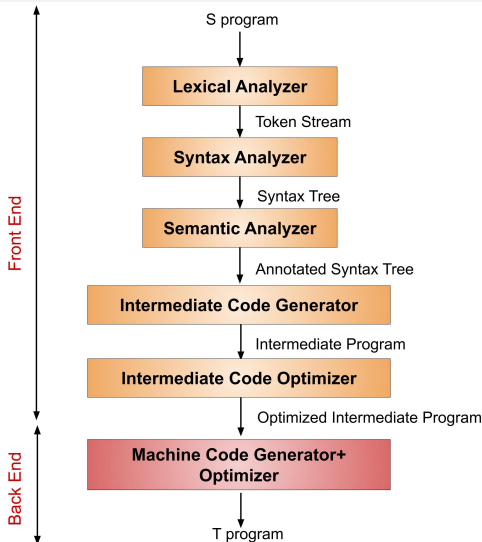 S program
Lexical Analyzer
Token Stream
Syntax Analyzer
Syntax Tree
Semantic Analyzer
Annotated Syntax Tree
Intermediate Code Generator
Intermediate Program
Intermediate Code Optimizer
Optimized Intermediate Program
Machine Code Generator+
Optimizer
T program
Front End
Back End